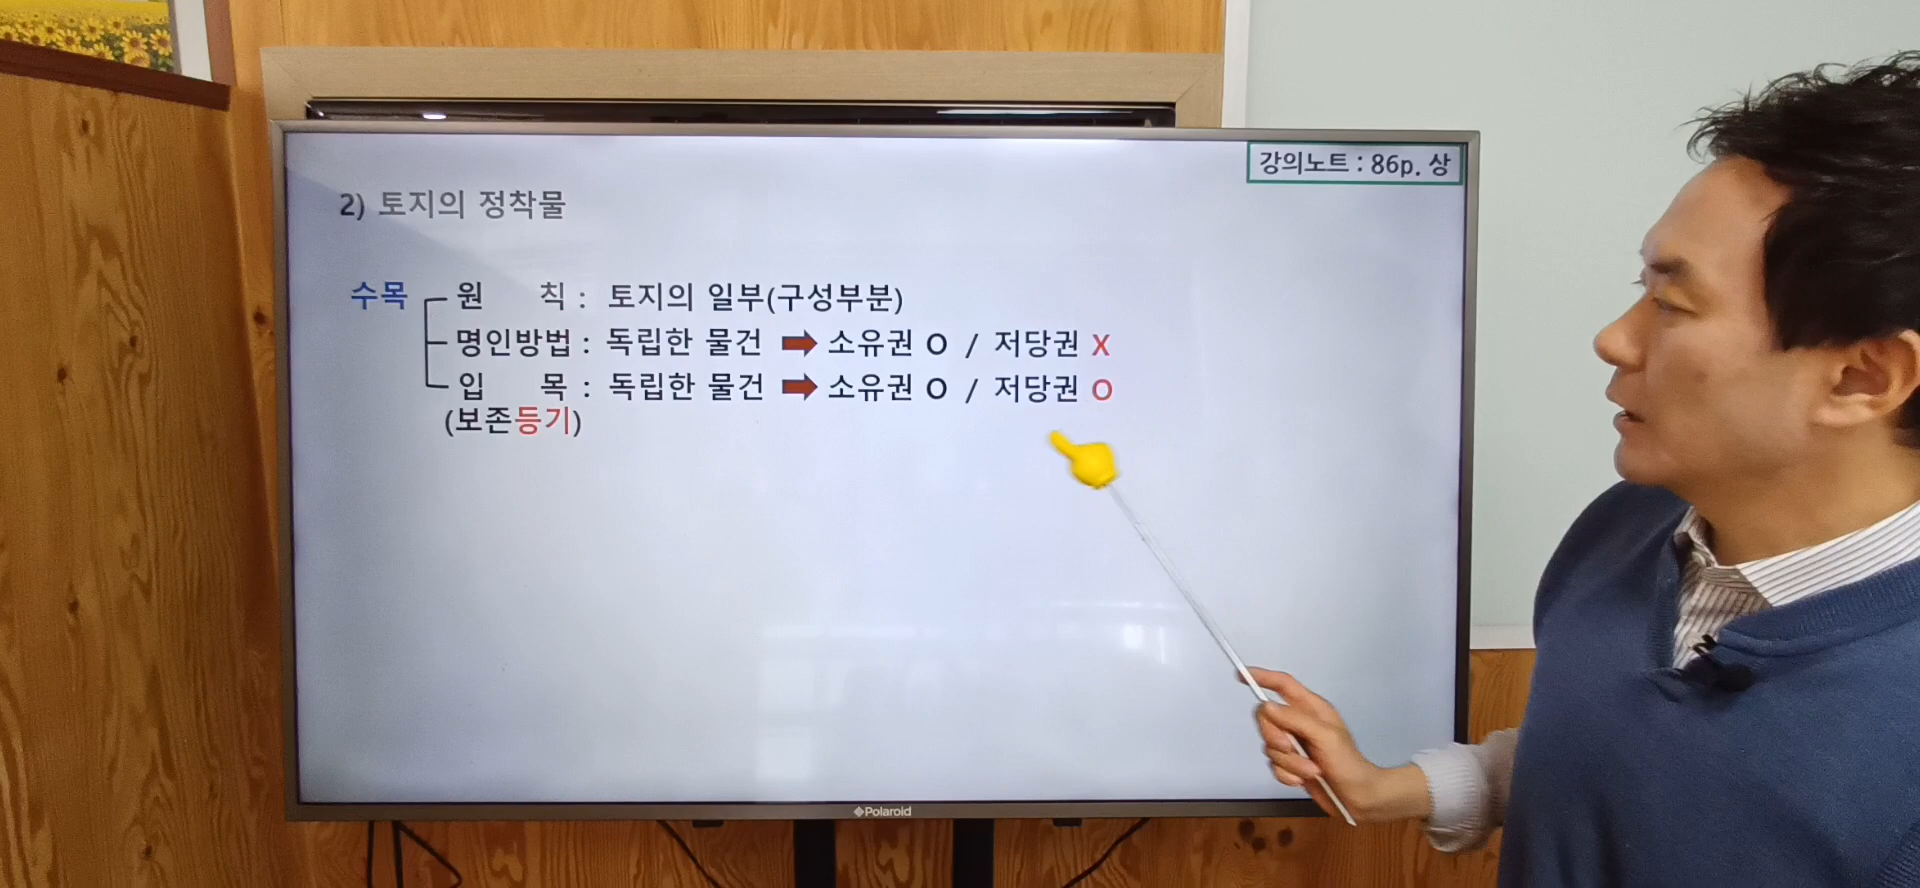 강의노트 : 86p. 상
2) 토지의 정착물
수목
원 칙 : 토지의 일부(구성부분)
명인방법 : 독립한 물건 ➡ 소유권 O / 저당권 X
입 목 : 독립한 물건 ➡ 소유권 O / 저당권 O
(보존등기)
Polaroid